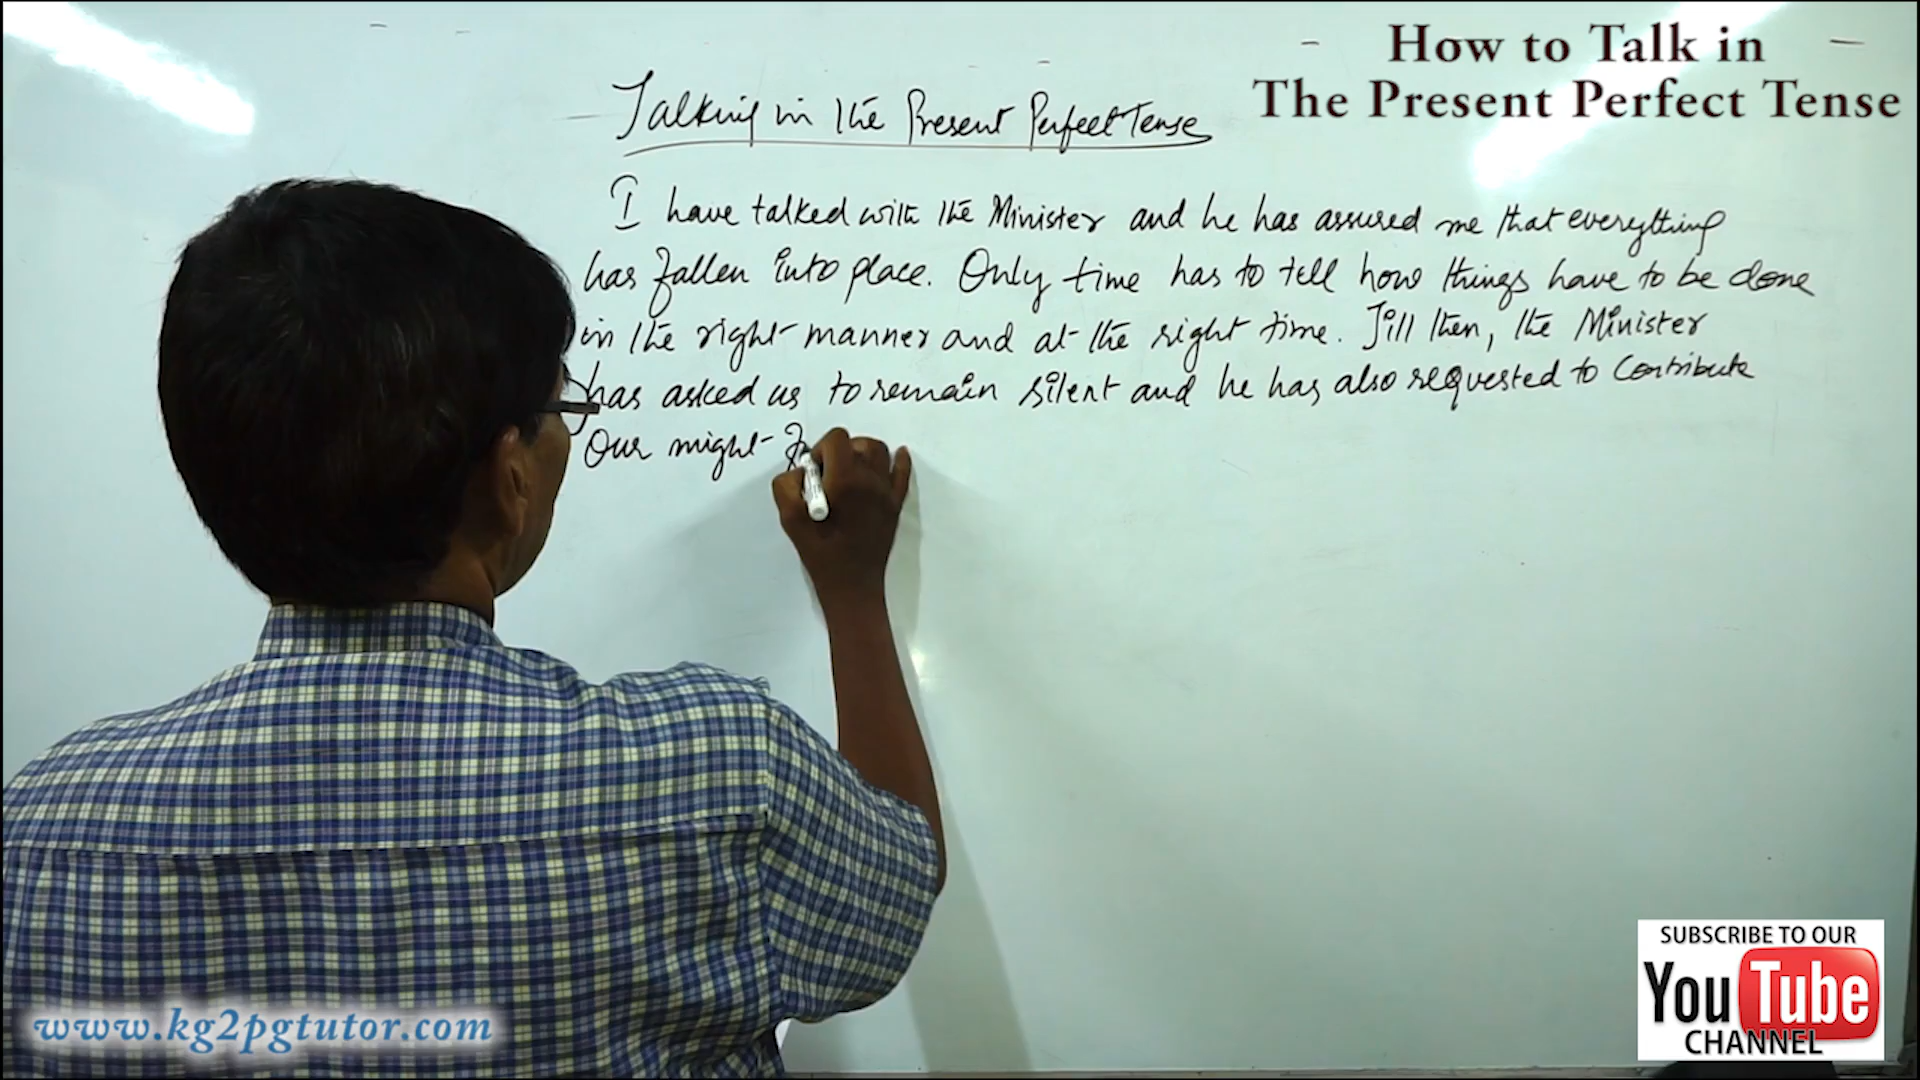 How to Talk in
The Present Perfect Tense
Talking in the Present Perfect Tense
I have talked with the Minister and he has assured me that everything
has fallen into place. Only time has to tell how things have to be done
in the right manner and at the right time. Till then, the Minister
has asked us to remain silent and he has also requested to contribute
Our might
www.kg2pgtutor.com
SUBSCRIBE TO OUR
YouTube
CHANNEL